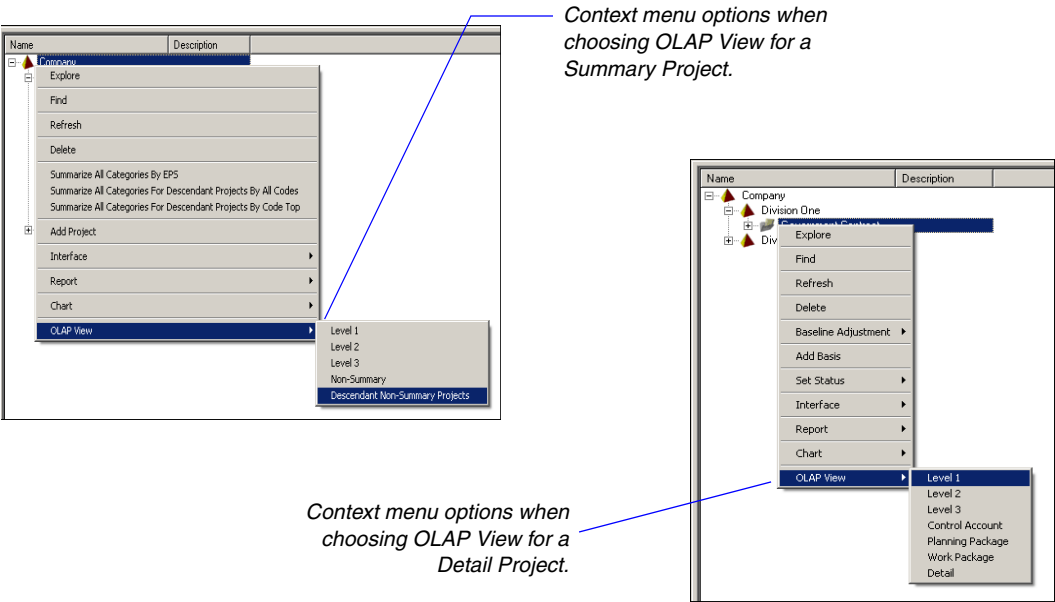 Context menu options when
choosing OLAP View for a
Summary Project.
Name Description
Company
Explore
Find
Refresh
Delete
Summarize All Categories By EPS
Summarize All Categories For Descendant Projects By All Codes
Summarize All Categories For Descendant Projects By Code Top
Add Project
Interface
Report
Chart
OLAP View
Level 1
Level 2
Level 3
Non-Summary
Descendant Non-Summary Projects
Name Description
Company
Division One
Government Contract
Div
Explore
Find
Refresh
Delete
Baseline Adjustment
Add Basis
Set Status
Interface
Report
Chart
OLAP View
Level 1
Level 2
Level 3
Control Account
Planning Package
Work Package
Detail
Context menu options when
choosing OLAP View for a
Detail Project.